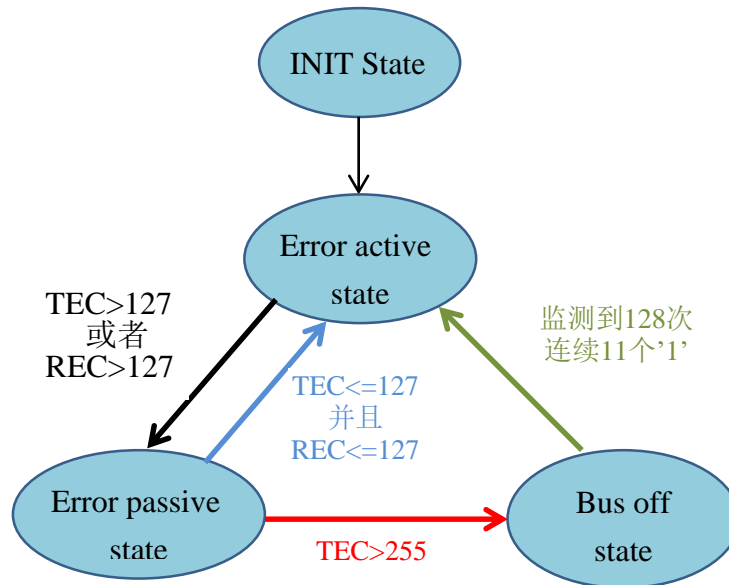 INIT State
Error active
state
TEC>127
或者
REC>127
监测到128次
连续11个’1’
TEC<=127
并且
REC<=127
Error passive
state
Bus off
state
TEC>255